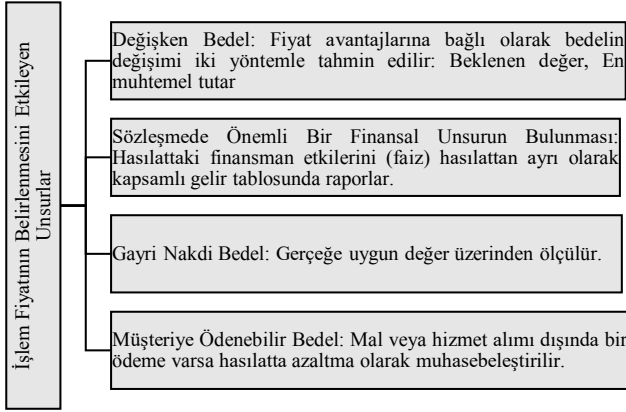 İşlem Fiyatının Belirlenmesini Etkileyen
Unsurlar
Değişken Bedel: Fiyat avantajlarına bağlı olarak bedelin
değişimi iki yöntemle tahmin edilir: Beklenen değer, En
muhtemel tutar
Sözleşmede Önemli Bir Finansal Unsurun Bulunması:
Hasılattaki finansman etkilerini (faiz) hasılattan ayrı olarak
kapsamlı gelir tablosunda raporlar.
Gayri Nakdi Bedel: Gerçeğe uygun değer üzerinden ölçülür.
Müşteriye Ödenebilir Bedel: Mal veya hizmet alımı dışında bir
ödeme varsa hasılatta azaltma olarak muhasebeleştirilir.